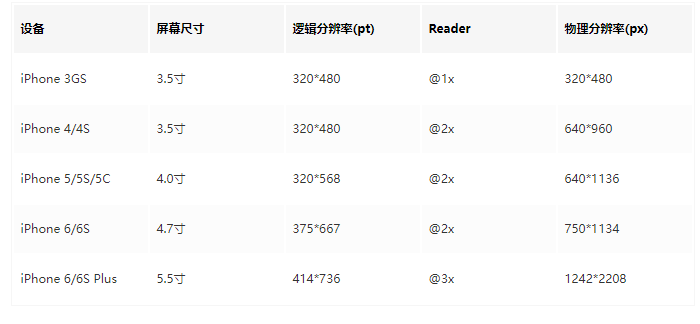 设备 屏幕尺寸 逻辑分辨率(pt) Reader 物理分辨率(px)
iPhone 3GS 3.5寸 320*480 @1x 320*480
iPhone 4/4S 3.5寸 320*480 @2x 640*960
iPhone 5/5S/5C 4.0寸 320*568 @2x 640*1136
iPhone 6/6S 4.7寸 375*667 @2x 750*1134
iPhone 6/6S Plus 5.5寸 414*736 @3x 1242*2208